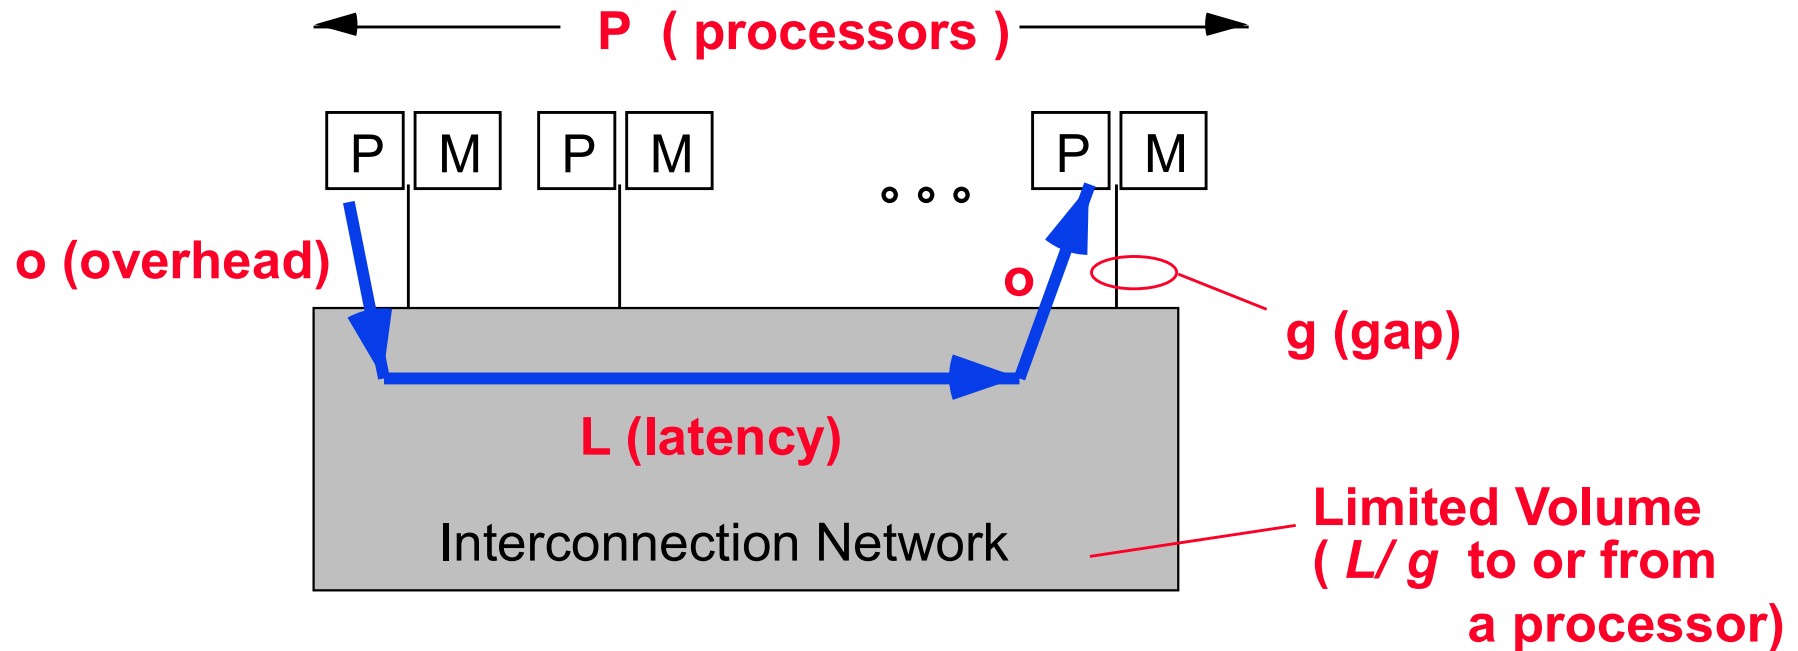 P ( processors )
P M P M P M
o (overhead)
o
g (gap)
L (latency)
Interconnection Network
Limited Volume
( L/ g to or from
a processor)